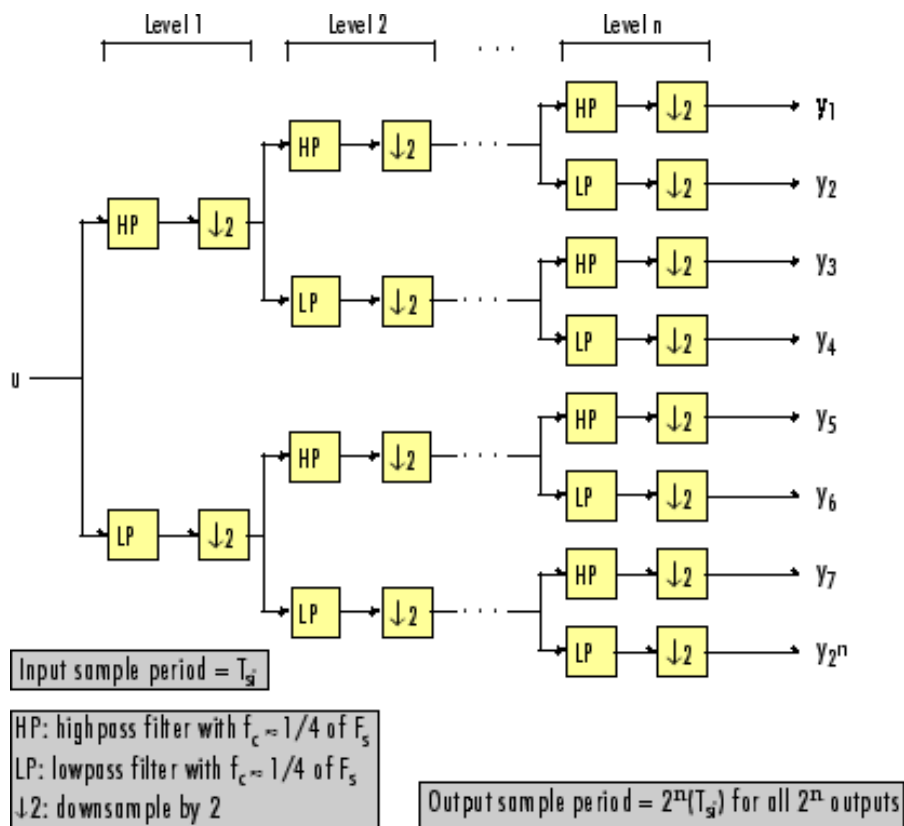 Level 1 Level 2 . . . Level n
HP ↓2 y₁
HP ↓2 . . .
LP ↓2 y₂
HP ↓2
HP ↓2 y₃
LP ↓2 . . .
LP ↓2 y₄
u
HP ↓2 y₅
HP ↓2 . . .
LP ↓2 y₆
LP ↓2
HP ↓2 y₇
LP ↓2 . . .
LP ↓2 y₂ⁿ
Input sample period = Tₛᵢ
HP: highpass filter with f_c ≈ 1/4 of Fₛ
LP: lowpass filter with f_c ≈ 1/4 of Fₛ
↓2: downsample by 2
Output sample period = 2ⁿ(Tₛᵢ) for all 2ⁿ outputs